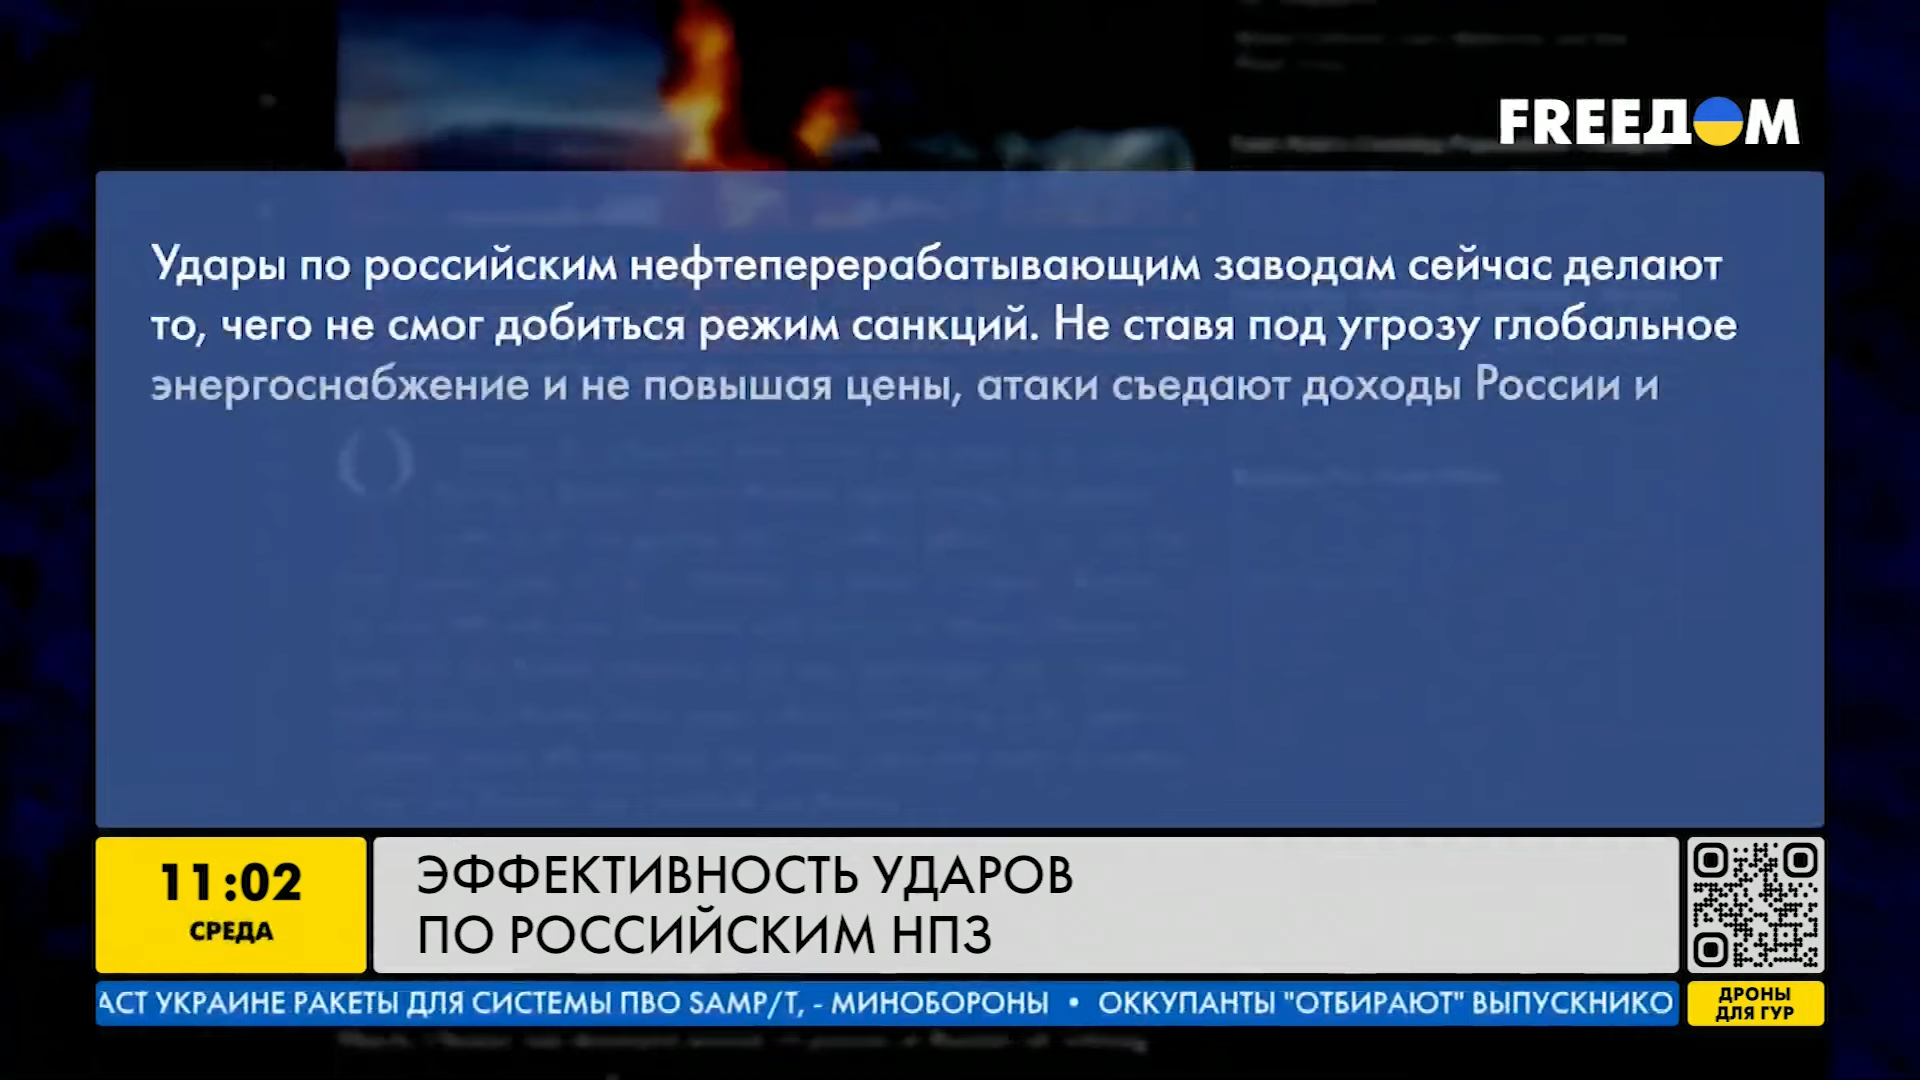 FREEДОМ
Удары по российским нефтеперерабатывающим заводам сейчас делают
то, чего не смог добиться режим санкций. Не ставя под угрозу глобальное
энергоснабжение и не повышая цены, атаки съедают доходы России и
11:02
СРЕДА
ЭФФЕКТИВНОСТЬ УДАРОВ
ПО РОССИЙСКИМ НПЗ
АСТ УКРАИНЕ РАКЕТЫ ДЛЯ СИСТЕМЫ ПВО SAMP/T, - МИНОБОРОНЫ • ОККУПАНТЫ "ОТБИРАЮТ" ВЫПУСКНИКО
ДРОНЫ
ДЛЯ ГУР